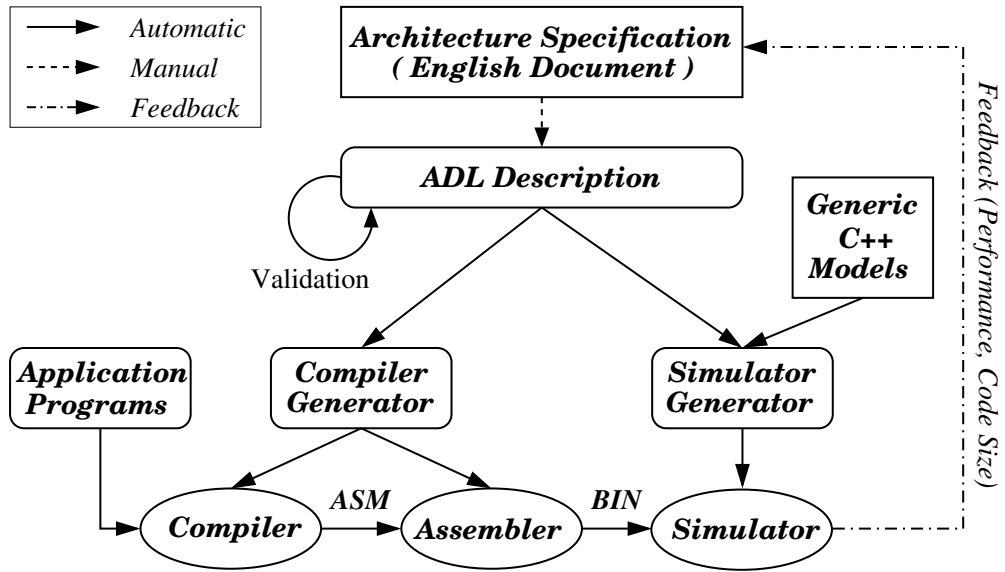 Automatic
Manual
Feedback
Architecture Specification
( English Document )
ADL Description
Validation
Generic
C++
Models
Feedback (Performance, Code Size)
Application
Programs
Compiler
Generator
Simulator
Generator
Compiler
ASM
Assembler
BIN
Simulator